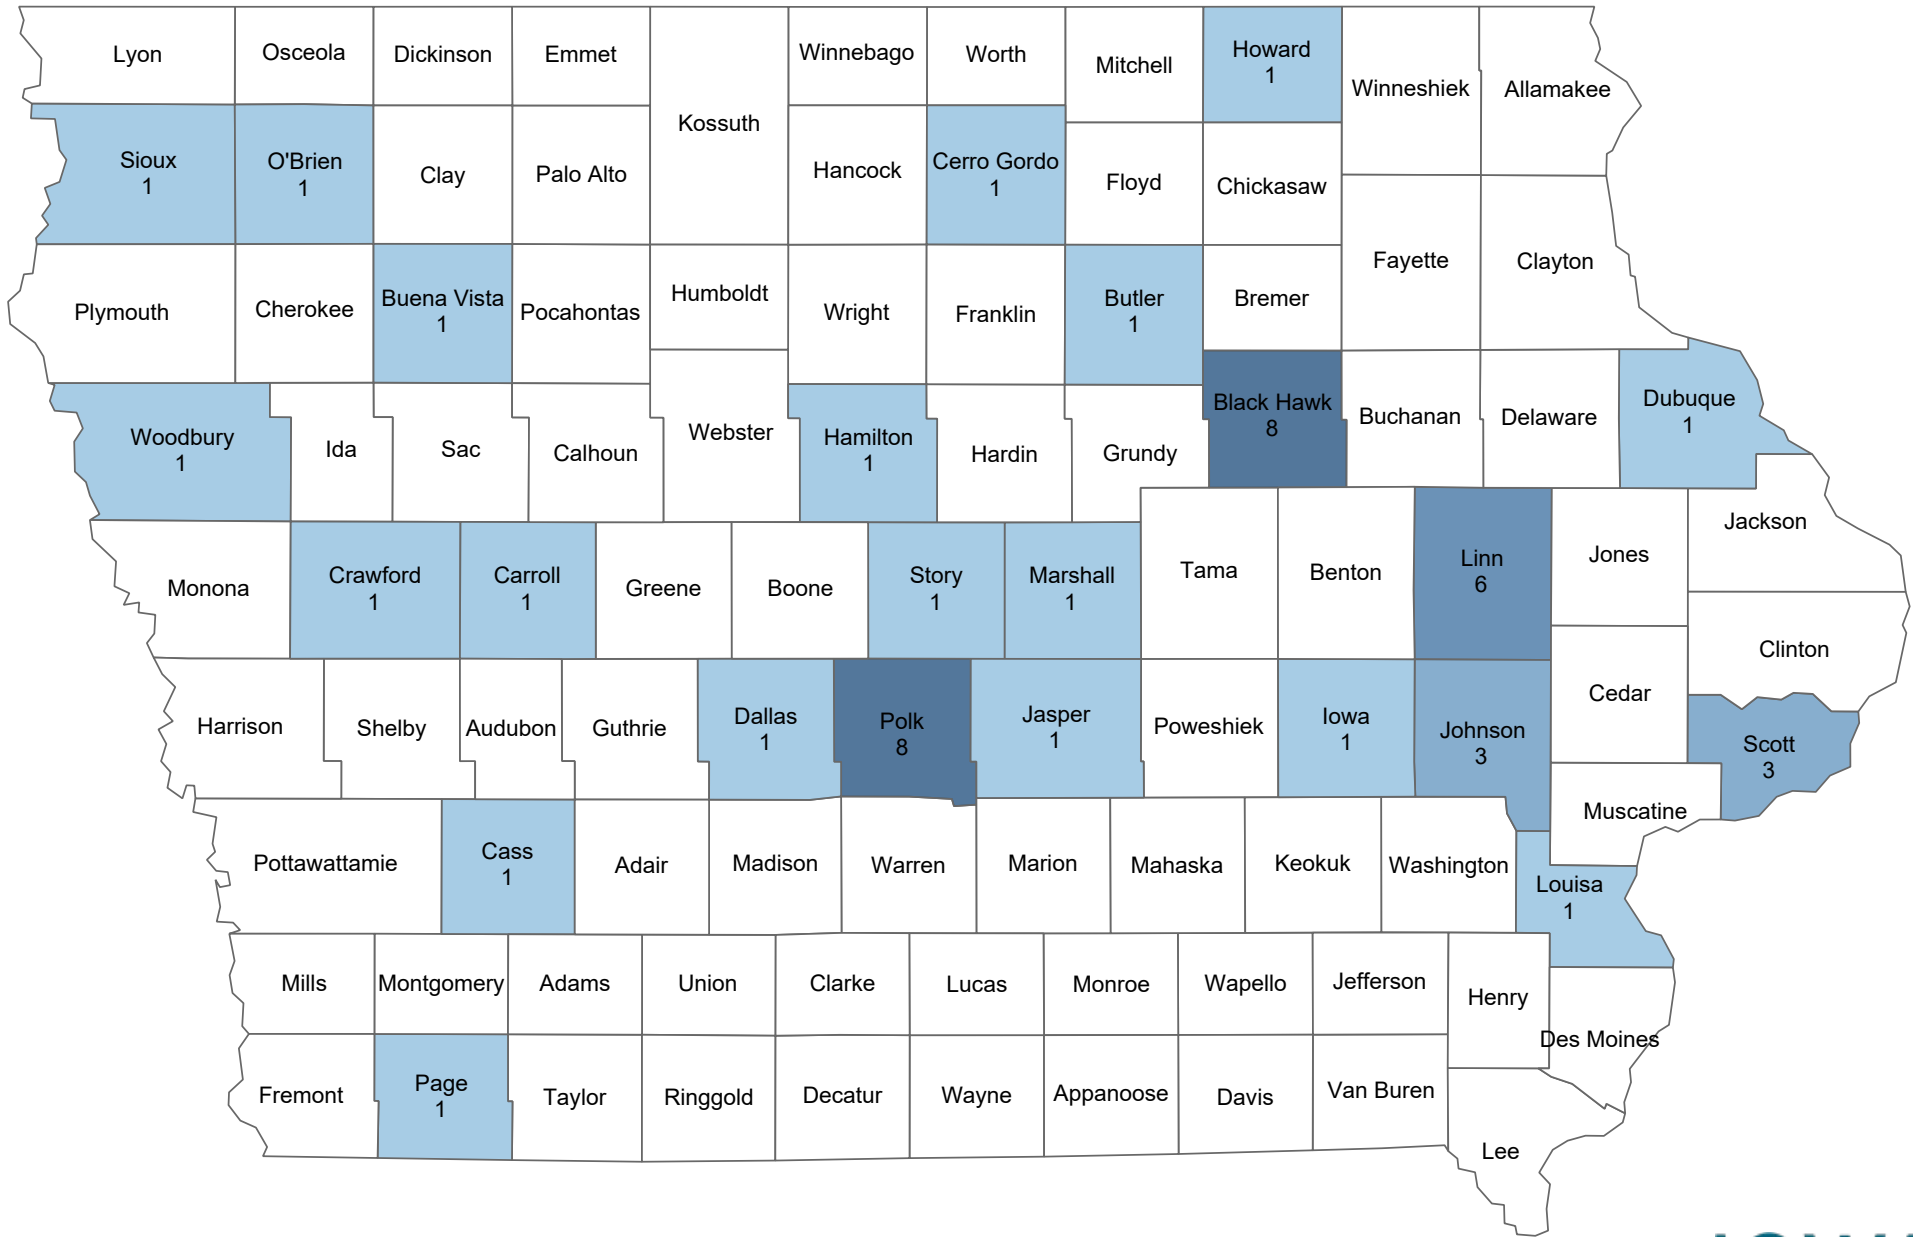 Lyon
Osceola
Dickinson
Emmet
Kossuth
Winnebago
Worth
Mitchell
Howard
1
Winneshiek
Allamakee
Sioux
1
O'Brien
1
Clay
Palo Alto
Hancock
Cerro Gordo
1
Floyd
Chickasaw
Plymouth
Cherokee
Buena Vista
1
Pocahontas
Humboldt
Wright
Franklin
Butler
1
Bremer
Fayette
Clayton
Woodbury
1
Ida
Sac
Calhoun
Webster
Hamilton
1
Hardin
Grundy
Black Hawk
8
Buchanan
Delaware
Dubuque
1
Monona
Crawford
1
Carroll
1
Greene
Boone
Story
1
Marshall
1
Tama
Benton
Linn
6
Jones
Jackson
Clinton
Harrison
Shelby
Audubon
Guthrie
Dallas
1
Polk
8
Jasper
1
Poweshiek
Iowa
1
Johnson
3
Cedar
Scott
3
Muscatine
Pottawattamie
Cass
1
Adair
Madison
Warren
Marion
Mahaska
Keokuk
Washington
Louisa
1
Mills
Montgomery
Adams
Union
Clarke
Lucas
Monroe
Wapello
Jefferson
Henry
Des Moines
Fremont
Page
1
Taylor
Ringgold
Decatur
Wayne
Appanoose
Davis
Van Buren
Lee